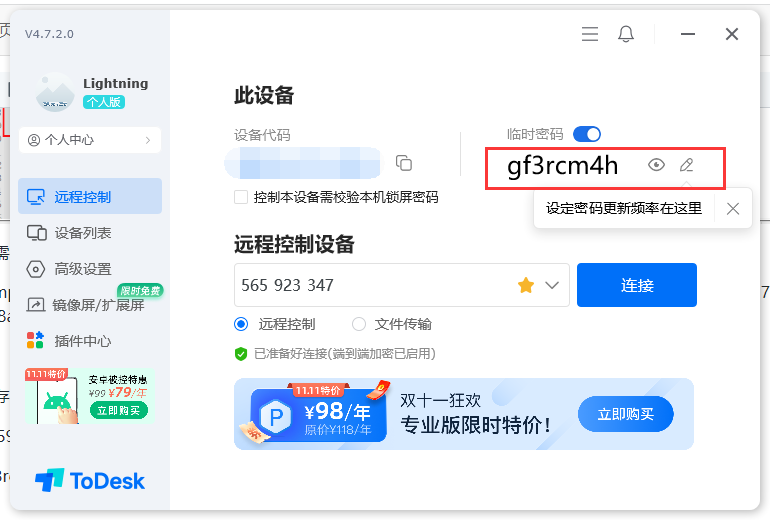 V4.7.2.0
Lightning
个人版
个人中心
远程控制
设备列表
高级设置
限时免费
镜像屏/扩展屏
插件中心
11.11特价
安卓被控特惠
¥99 ¥79/年
立即购买
ToDesk
此设备
设备代码
临时密码
gf3rcm4h
控制本设备需校验本机锁屏密码
设定密码更新频率在这里
远程控制设备
565 923 347
连接
远程控制
文件传输
已准备好连接(端到端加密已启用)
11.11特价
¥98/年
原价¥118/年
双十一狂欢
专业版限时特价!
立即购买